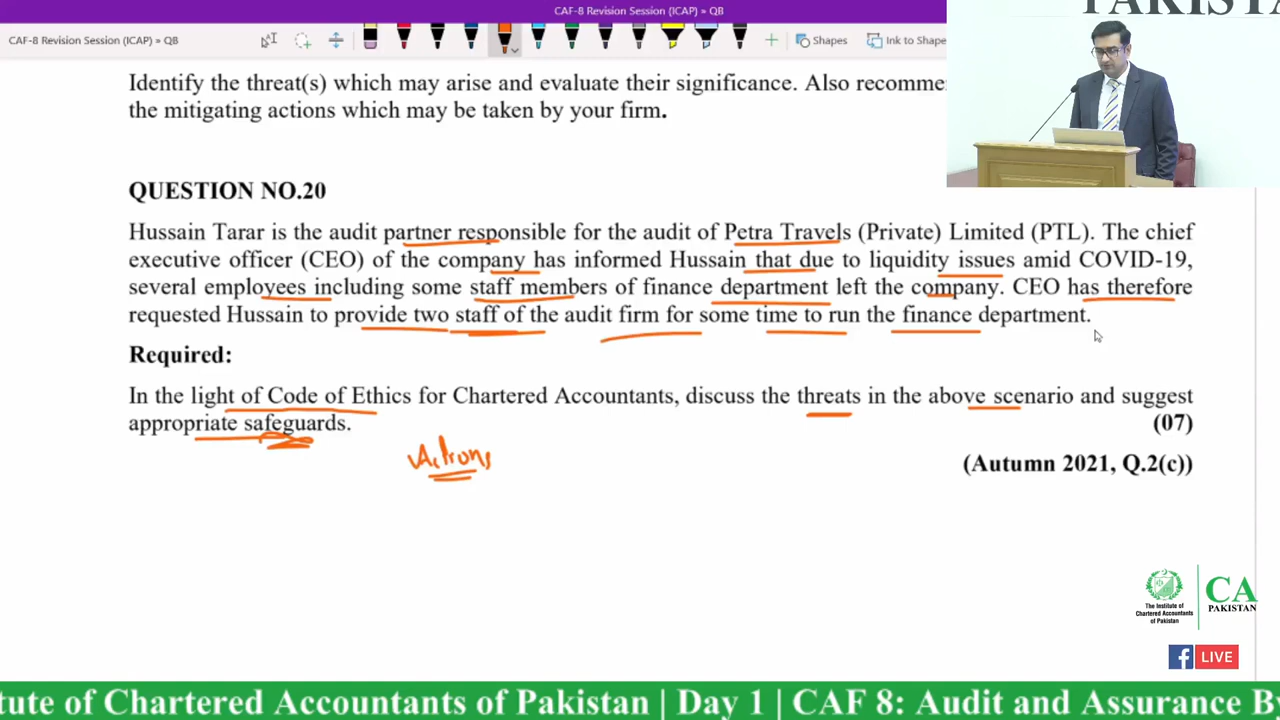 CAF-8 Revision Session (ICAP) » QB
PAKISTA
CAF-8 Revision Session (ICAP) » QB
Shapes
Ink to Shape
Identify the threat(s) which may arise and evaluate their significance. Also recomme
the mitigating actions which may be taken by your firm.
QUESTION NO.20
Hussain Tarar is the audit partner responsible for the audit of Petra Travels (Private) Limited (PTL). The chief
executive officer (CEO) of the company has informed Hussain that due to liquidity issues amid COVID-19,
several employees including some staff members of finance department left the company. CEO has therefore
requested Hussain to provide two staff of the audit firm for some time to run the finance department.
Required:
In the light of Code of Ethics for Chartered Accountants, discuss the threats in the above scenario and suggest
appropriate safeguards.
(07)
Actions
(Autumn 2021, Q.2(c))
The Institute of
Chartered Accountants
of Pakistan
CA
PAKISTAN
LIVE
tute of Chartered Accountants of Pakistan | Day 1 | CAF 8: Audit and Assurance Ba